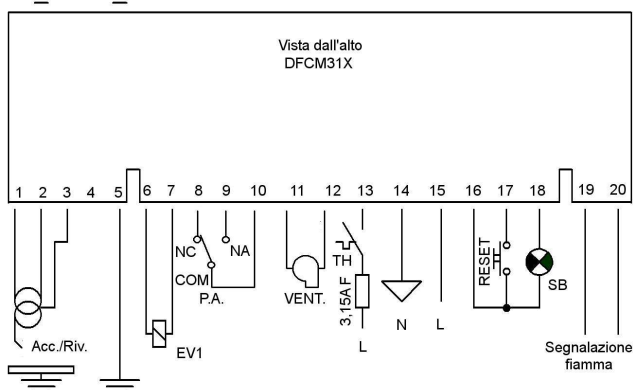 Vista dall'alto
DFCM31X
1 2 3 4 5 6 7 8 9 10 11 12 13 14 15 16 17 18 19 20
NC
NA
COM
P.A.
VENT.
TH
3,15A F
RESET
SB
N
L
L
Acc./Riv.
EV1
Segnalazione
fiamma